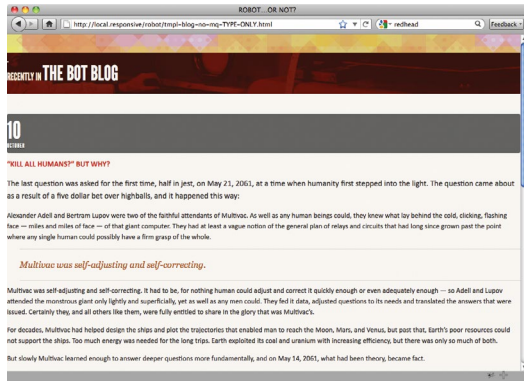 ROBOT...OR NOT?
http://local.responsive/robot/tmpl-blog-no-mq-TYPE-ONLY.html
redhead
Feedback
RECENTLY IN THE BOT BLOG
10
OCTOBER
"KILL ALL HUMANS?" BUT WHY?
The last question was asked for the first time, half in jest, on May 21, 2061, at a time when humanity first stepped into the light. The question came about
as a result of a five dollar bet over highballs, and it happened this way:
Alexander Adell and Bertram Lupov were two of the faithful attendants of Multivac. As well as any human beings could, they knew what lay behind the cold, clicking, flashing
face — miles and miles of face — of that giant computer. They had at least a vague notion of the general plan of relays and circuits that had long since grown past the point
where any single human could possibly have a firm grasp of the whole.
Multivac was self-adjusting and self-correcting.
Multivac was self-adjusting and self-correcting. It had to be, for nothing human could adjust and correct it quickly enough or even adequately enough — so Adell and Lupov
attended the monstrous giant only lightly and superficially, yet as well as any men could. They fed it data, adjusted questions to its needs and translated the answers that were
issued. Certainly they, and all others like them, were fully entitled to share in the glory that was Multivac's.
For decades, Multivac had helped design the ships and plot the trajectories that enabled man to reach the Moon, Mars, and Venus, but past that, Earth's poor resources could
not support the ships. Too much energy was needed for the long trips. Earth exploited its coal and uranium with increasing efficiency, but there was only so much of both.
But slowly Multivac learned enough to answer deeper questions more fundamentally, and on May 14, 2061, what had been theory, became fact.